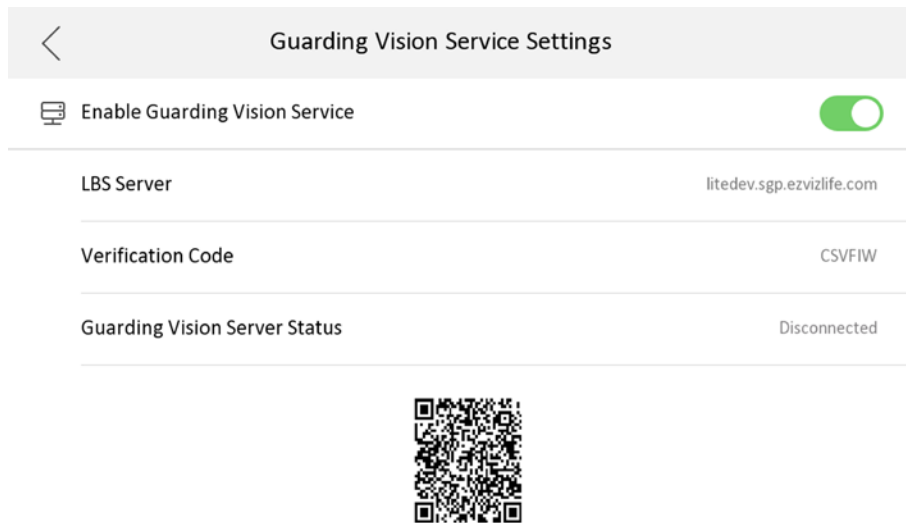 Guarding Vision Service Settings
Enable Guarding Vision Service
LBS Server litedev.sgp.ezvizlife.com
Verification Code CSVFIW
Guarding Vision Server Status Disconnected